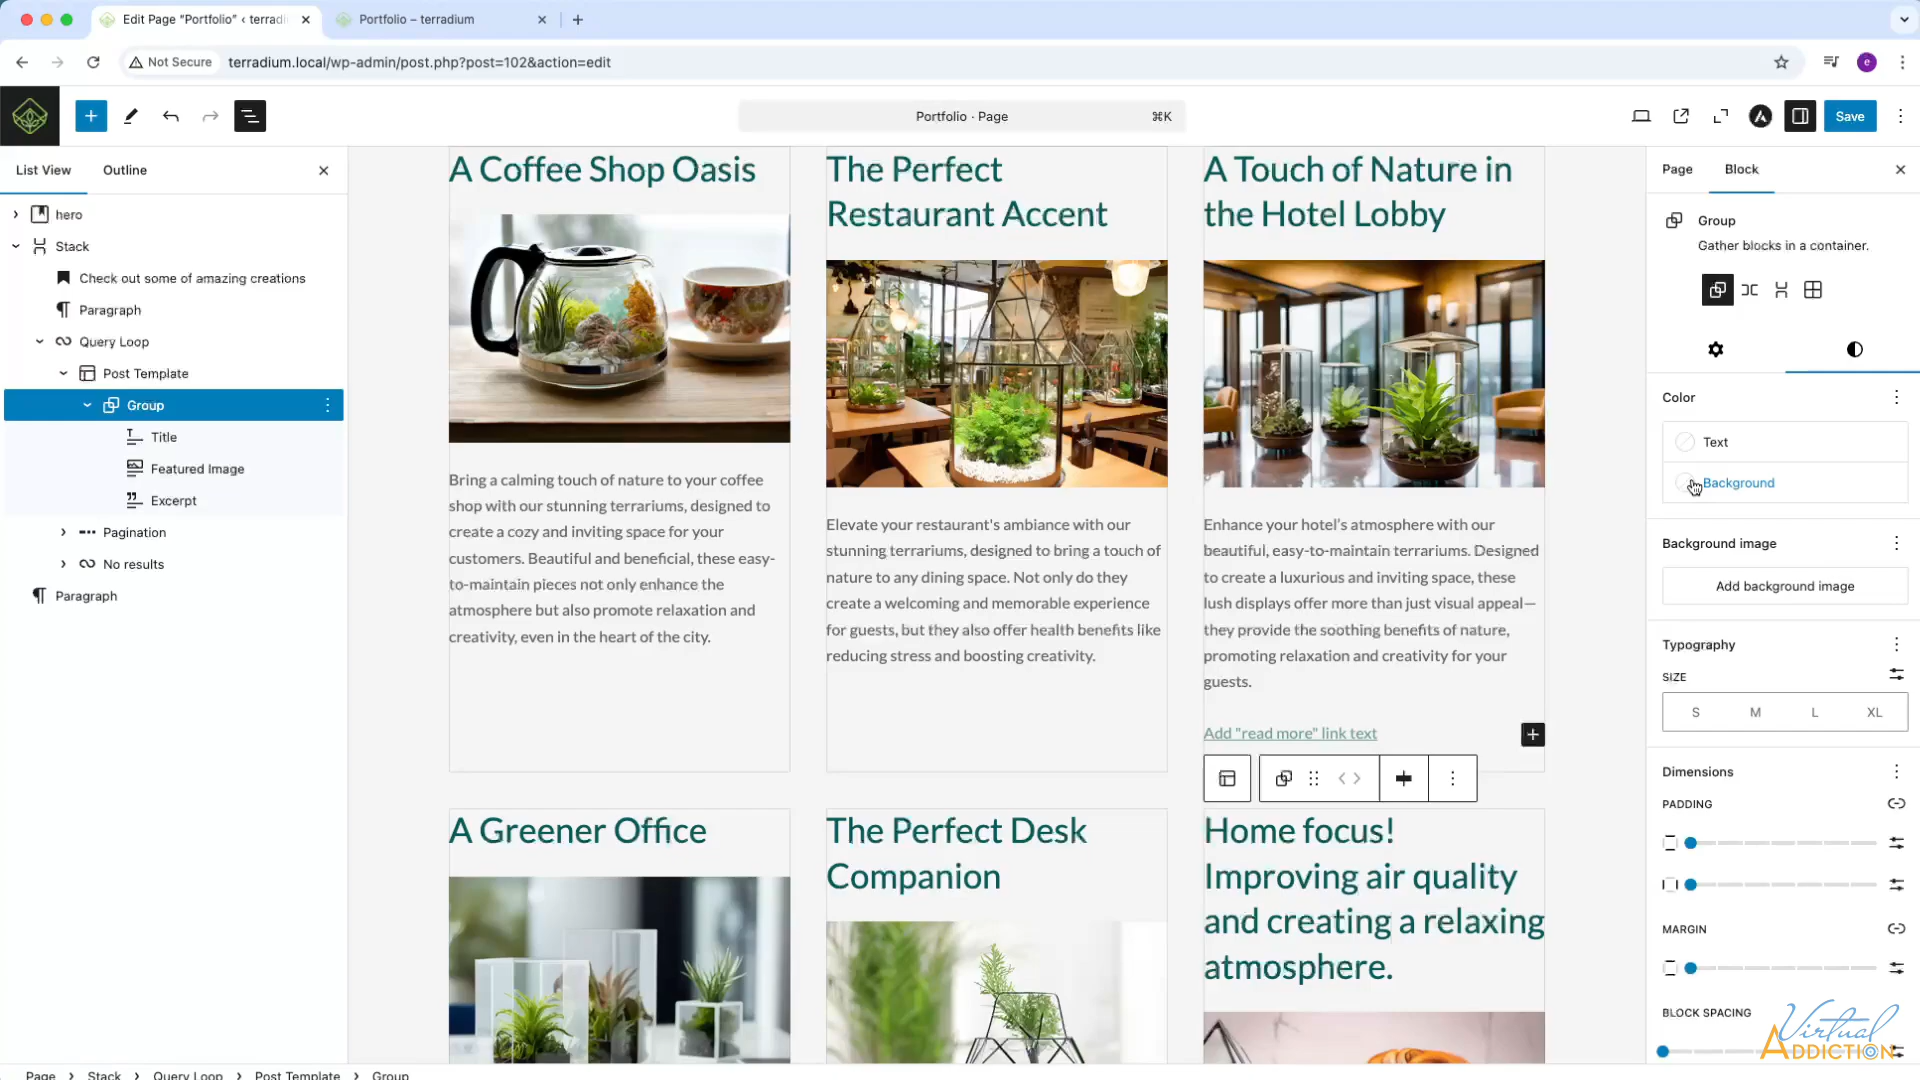 Edit Page "Portfolio" ‹ terradi
Portfolio – terradium
Not Secure
terradium.local/wp-admin/post.php?post=102&action=edit
e
Portfolio · Page
⌘K
Save
List View
Outline
hero
Stack
Check out some of amazing creations
Paragraph
Query Loop
Post Template
Group
Title
Featured Image
Excerpt
Pagination
No results
Paragraph
A Coffee Shop Oasis
Bring a calming touch of nature to your coffee
shop with our stunning terrariums, designed to
create a cozy and inviting space for your
customers. Beautiful and beneficial, these easy-
to-maintain pieces not only enhance the
atmosphere but also promote relaxation and
creativity, even in the heart of the city.
The Perfect
Restaurant Accent
Elevate your restaurant's ambiance with our
stunning terrariums, designed to bring a touch of
nature to any dining space. Not only do they
create a welcoming and memorable experience
for guests, but they also offer health benefits like
reducing stress and boosting creativity.
A Touch of Nature in
the Hotel Lobby
Enhance your hotel's atmosphere with our
beautiful, easy-to-maintain terrariums. Designed
to create a luxurious and inviting space, these
lush displays offer more than just visual appeal—
they provide the soothing benefits of nature,
promoting relaxation and creativity for your
guests.
Add "read more" link text
A Greener Office
The Perfect Desk
Companion
Home focus!
Improving air quality
and creating a relaxing
atmosphere.
Page
Block
Group
Gather blocks in a container.
Color
Text
Background
Background image
Add background image
Typography
SIZE
S
M
L
XL
Dimensions
PADDING
MARGIN
BLOCK SPACING
Virtual
ADDICTION
Page > Stack > Query Loop > Post Template > Group